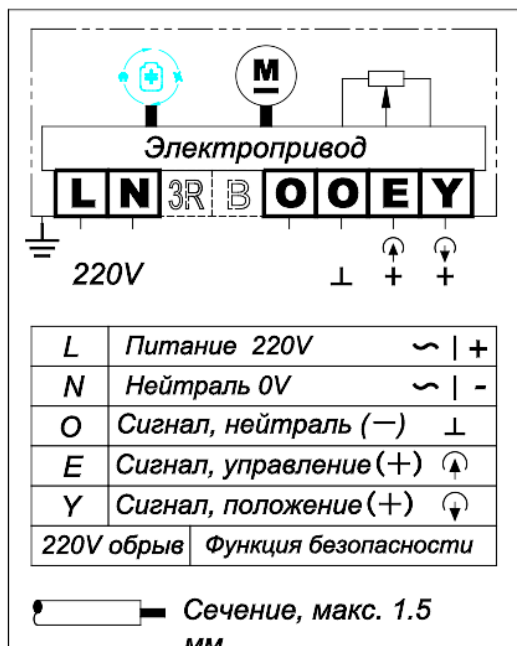 M
Электропривод
L N 3R B O O E Y
220V ⊥ + +
L Питание 220V ~ | +
N Нейтраль 0V ~ | -
O Сигнал, нейтраль (—) ⊥
E Сигнал, управление (+)
Y Сигнал, положение (+)
220V обрыв Функция безопасности
Сечение, макс. 1.5
мм